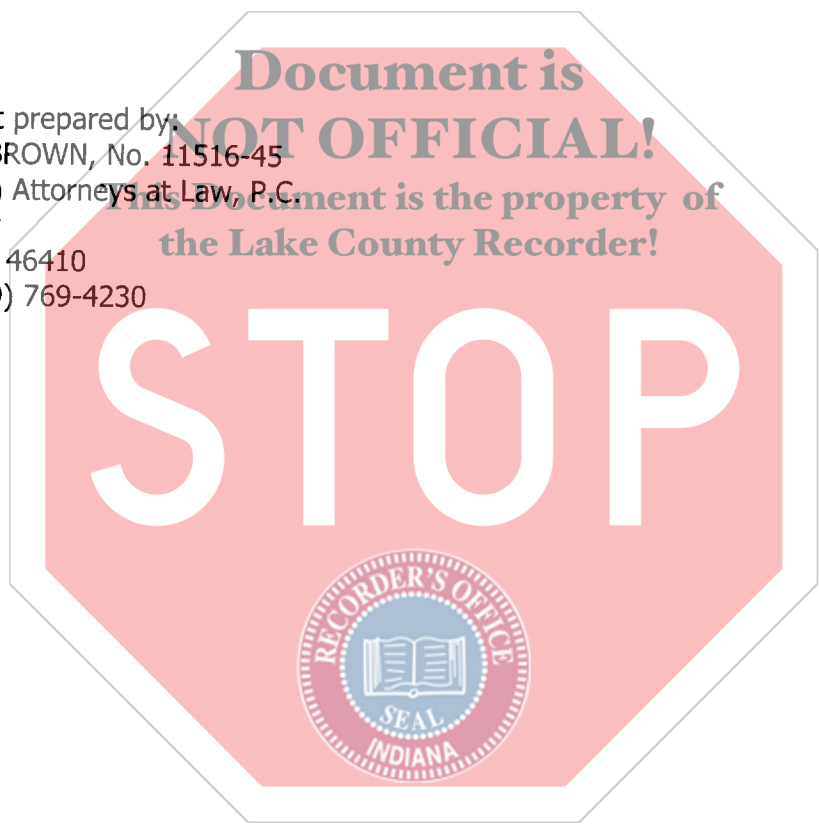 Document is
NOT OFFICIAL!
This Document is the property of
the Lake County Recorder!
prepared by:
BROWN, No. 11516-45
Attorneys at Law, P.C.
46410
) 769-4230
STOP
RECORDER'S OFFICE
SEAL
INDIANA